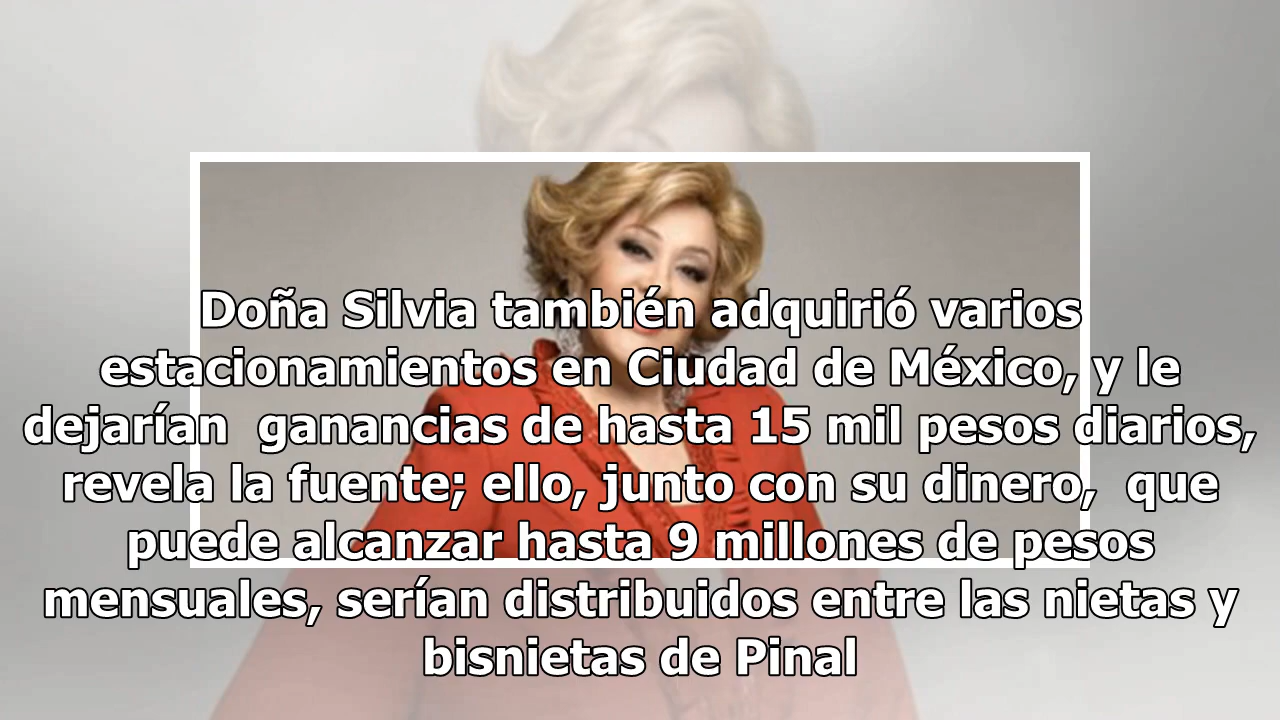 Doña Silvia también adquirió varios
estacionamientos en Ciudad de México, y le
dejarían  ganancias de hasta 15 mil pesos diarios,
revela la fuente; ello, junto con su dinero,  que
puede alcanzar hasta 9 millones de pesos
mensuales, serían distribuidos entre las nietas y
bisnietas de Pinal